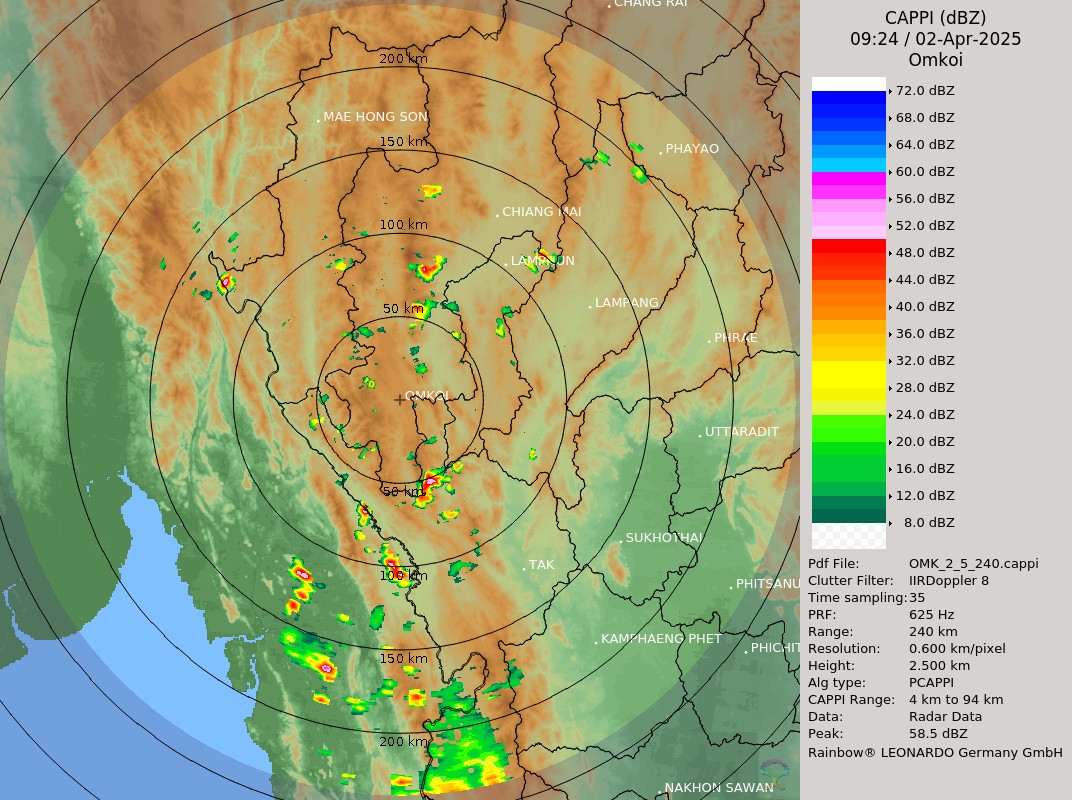 CHANG RAI
200 km
MAE HONG SON
150 km
PHAYAO
100 km
CHIANG MAI
LAMPHUN
50 km
LAMPANG
PHRAE
OMKOI
UTTARADIT
50 km
SUKHOTHAI
TAK
100 km
PHITSANU
KAMPHAENG PHET
PHICHIT
150 km
200 km
NAKHON SAWAN
CAPPI (dBZ)
09:24 / 02-Apr-2025
Omkoi
72.0 dBZ
68.0 dBZ
64.0 dBZ
60.0 dBZ
56.0 dBZ
52.0 dBZ
48.0 dBZ
44.0 dBZ
40.0 dBZ
36.0 dBZ
32.0 dBZ
28.0 dBZ
24.0 dBZ
20.0 dBZ
16.0 dBZ
12.0 dBZ
8.0 dBZ
Pdf File: OMK_2_5_240.cappi
Clutter Filter: IIRDoppler 8
Time sampling: 35
PRF: 625 Hz
Range: 240 km
Resolution: 0.600 km/pixel
Height: 2.500 km
Alg type: PCAPPI
CAPPI Range: 4 km to 94 km
Data: Radar Data
Peak: 58.5 dBZ
Rainbow® LEONARDO Germany GmbH